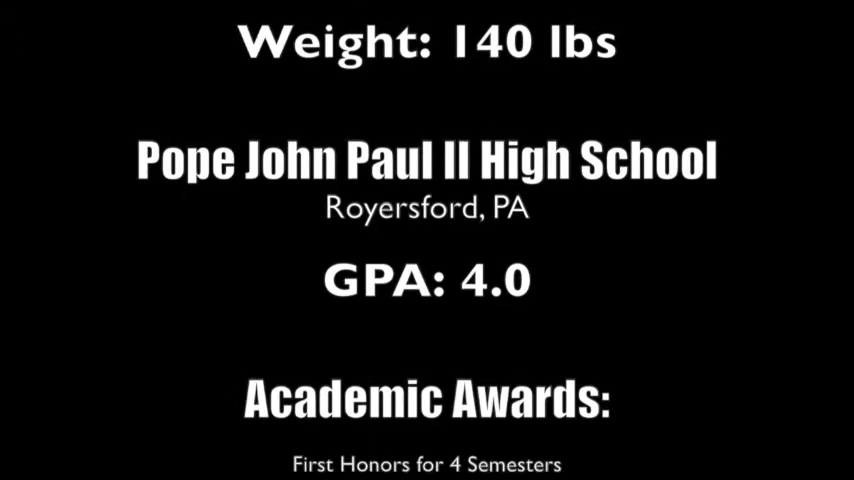 Weight: 140 lbs
Pope John Paul II High School
Royersford, PA
GPA: 4.0
Academic Awards:
First Honors for 4 Semesters